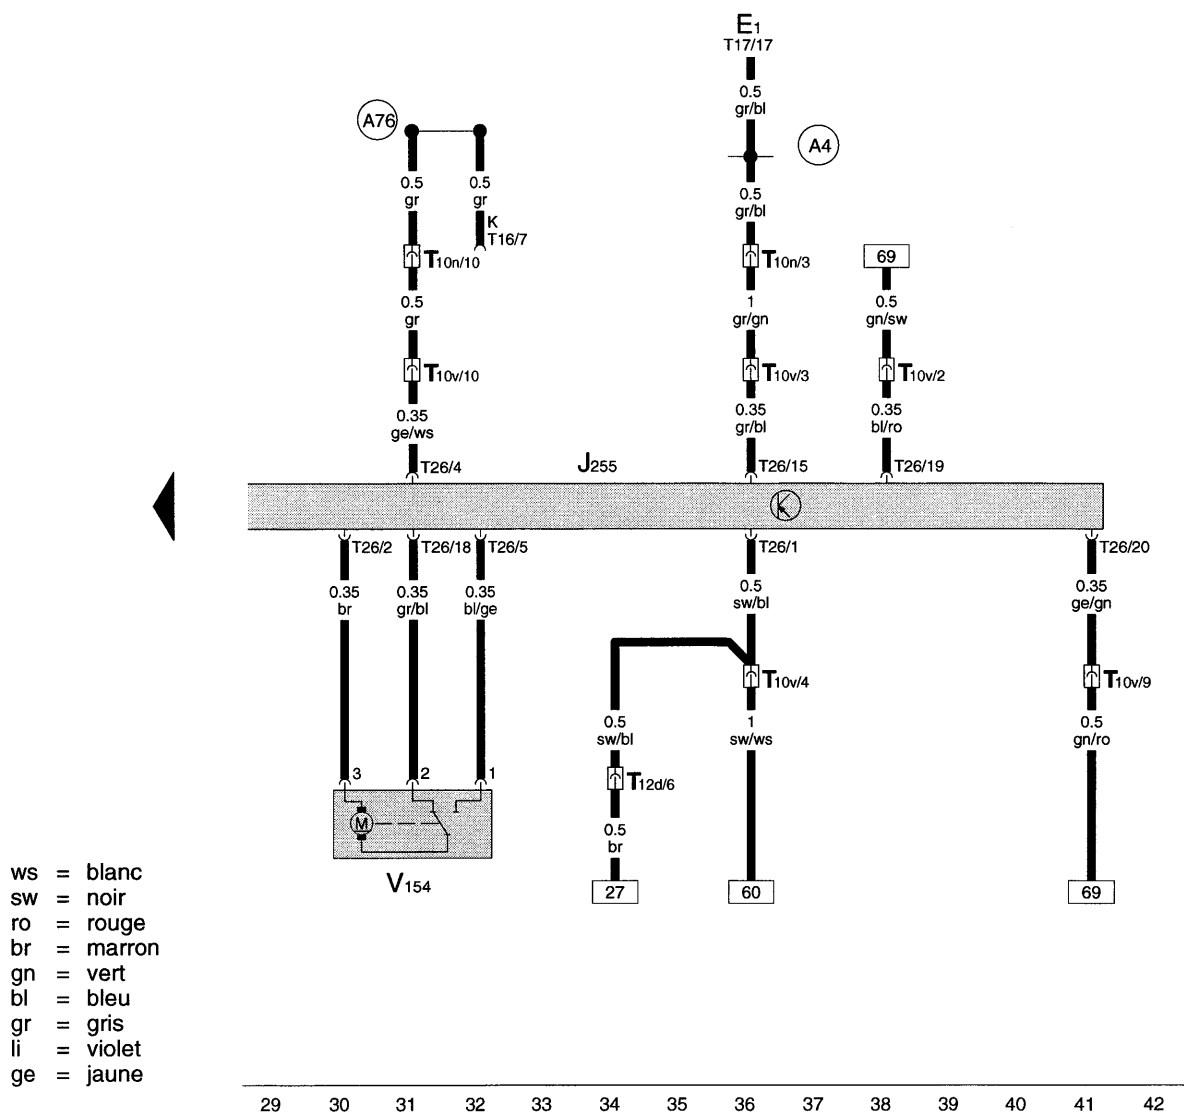 E1
T17/17
0.5
gr/bl
A76
A4
0.5
gr
0.5
gr
0.5
gr/bl
K
T16/7
T10n/10
T10n/3
69
0.5
gr
1
gr/gn
0.5
gn/sw
T10v/10
T10v/3
T10v/2
0.35
ge/ws
0.35
gr/bl
0.35
bl/ro
T26/4
J255
T26/15
T26/19
T26/2
T26/18
T26/5
T26/1
T26/20
0.35
br
0.35
gr/bl
0.35
bl/ge
0.5
sw/bl
0.35
ge/gn
T10v/4
T10v/9
0.5
sw/bl
1
sw/ws
0.5
gn/ro
3
2
1
T12d/6
M
0.5
br
V154
27
60
69
ws = blanc
sw = noir
ro = rouge
br = marron
gn = vert
bl = bleu
gr = gris
li = violet
ge = jaune
29 30 31 32 33 34 35 36 37 38 39 40 41 42